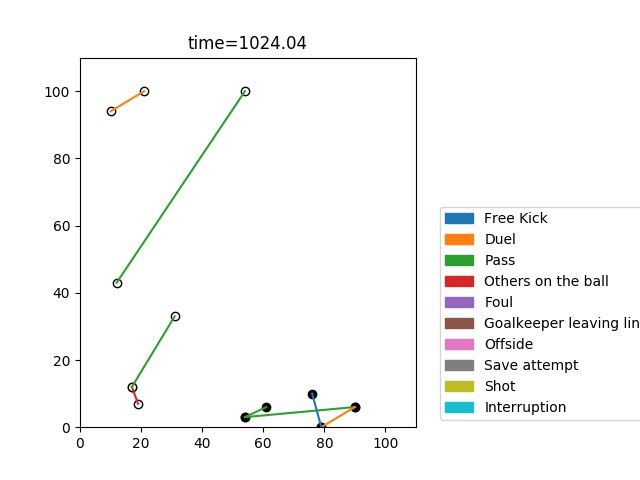 time=1024.04
100
80
60
40
20
0
0 20 40 60 80 100
Free Kick
Duel
Pass
Others on the ball
Foul
Goalkeeper leaving lin
Offside
Save attempt
Shot
Interruption